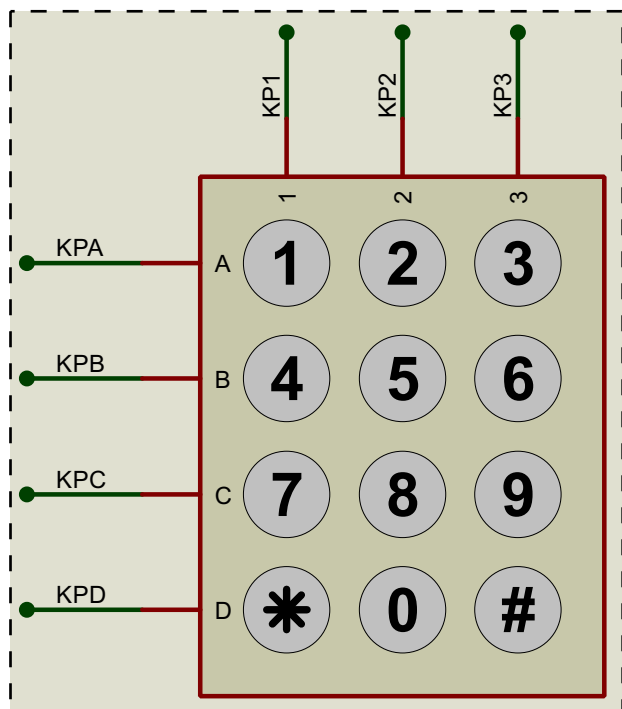 KP1 KP2 KP3
1 2 3
KPA A 1 2 3
KPB B 4 5 6
KPC C 7 8 9
KPD D * 0 #